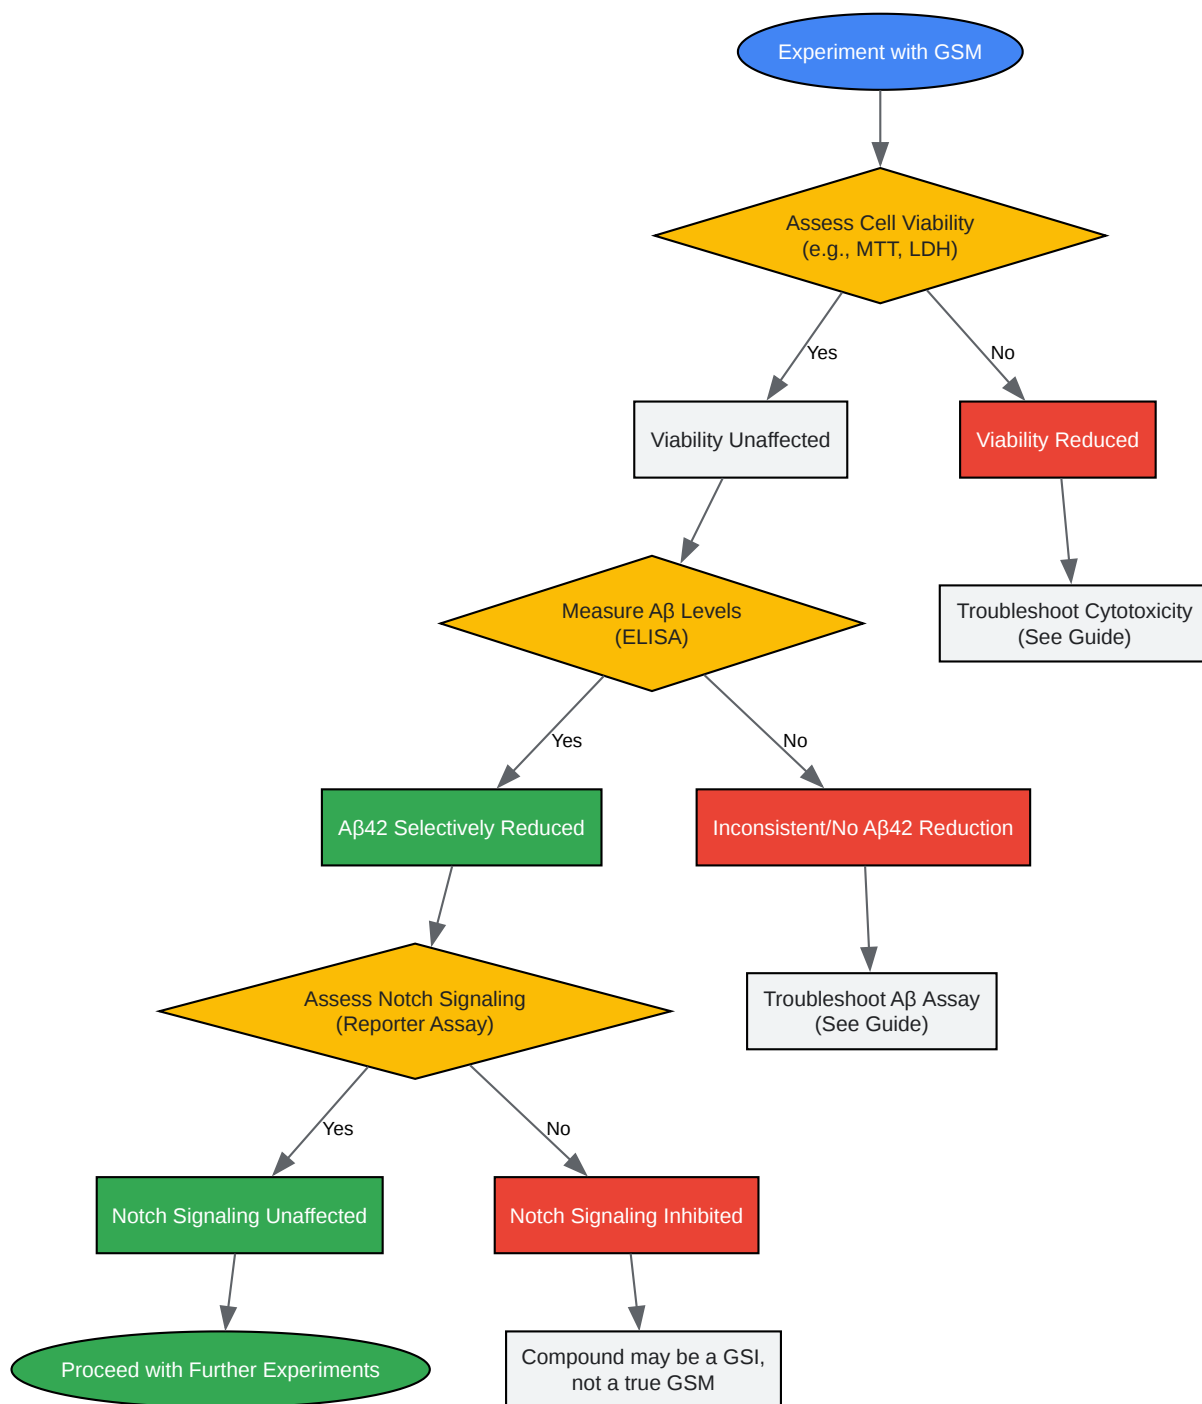 Experiment with GSM
Assess Cell Viability
(e.g., MTT, LDH)
Yes
No
Viability Unaffected
Viability Reduced
Measure Aβ Levels
(ELISA)
Troubleshoot Cytotoxicity
(See Guide)
Yes
No
Aβ42 Selectively Reduced
Inconsistent/No Aβ42 Reduction
Assess Notch Signaling
(Reporter Assay)
Troubleshoot Aβ Assay
(See Guide)
Yes
No
Notch Signaling Unaffected
Notch Signaling Inhibited
Proceed with Further Experiments
Compound may be a GSI,
not a true GSM